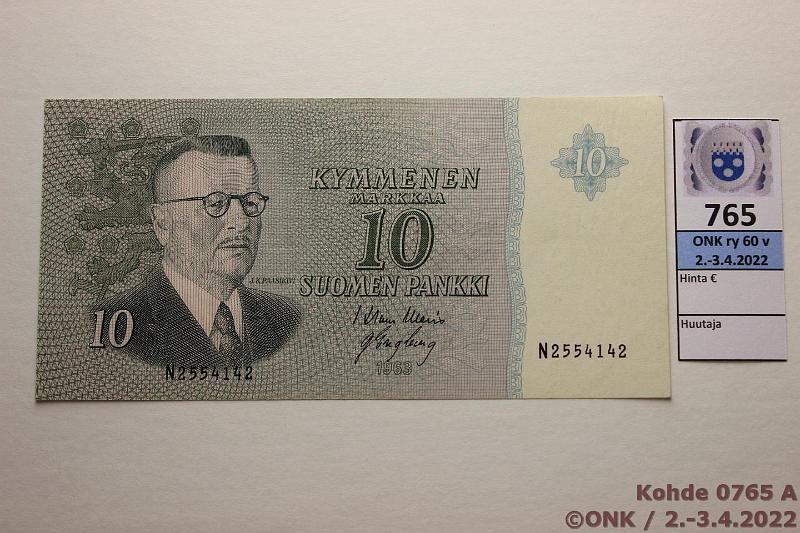 KYMMENEN
MARKKAA
10
SUOMEN PANKKI
J.K.PAASIKIVI
10
N2554142
1963
10
N2554142
765
ONK ry 60 v
2.-3.4.2022
Hinta €
Huutaja
Kohde 0765 A
©ONK / 2.-3.4.2022